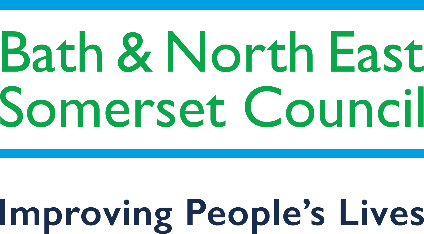 Bath & North East
Somerset Council
Improving People's Lives